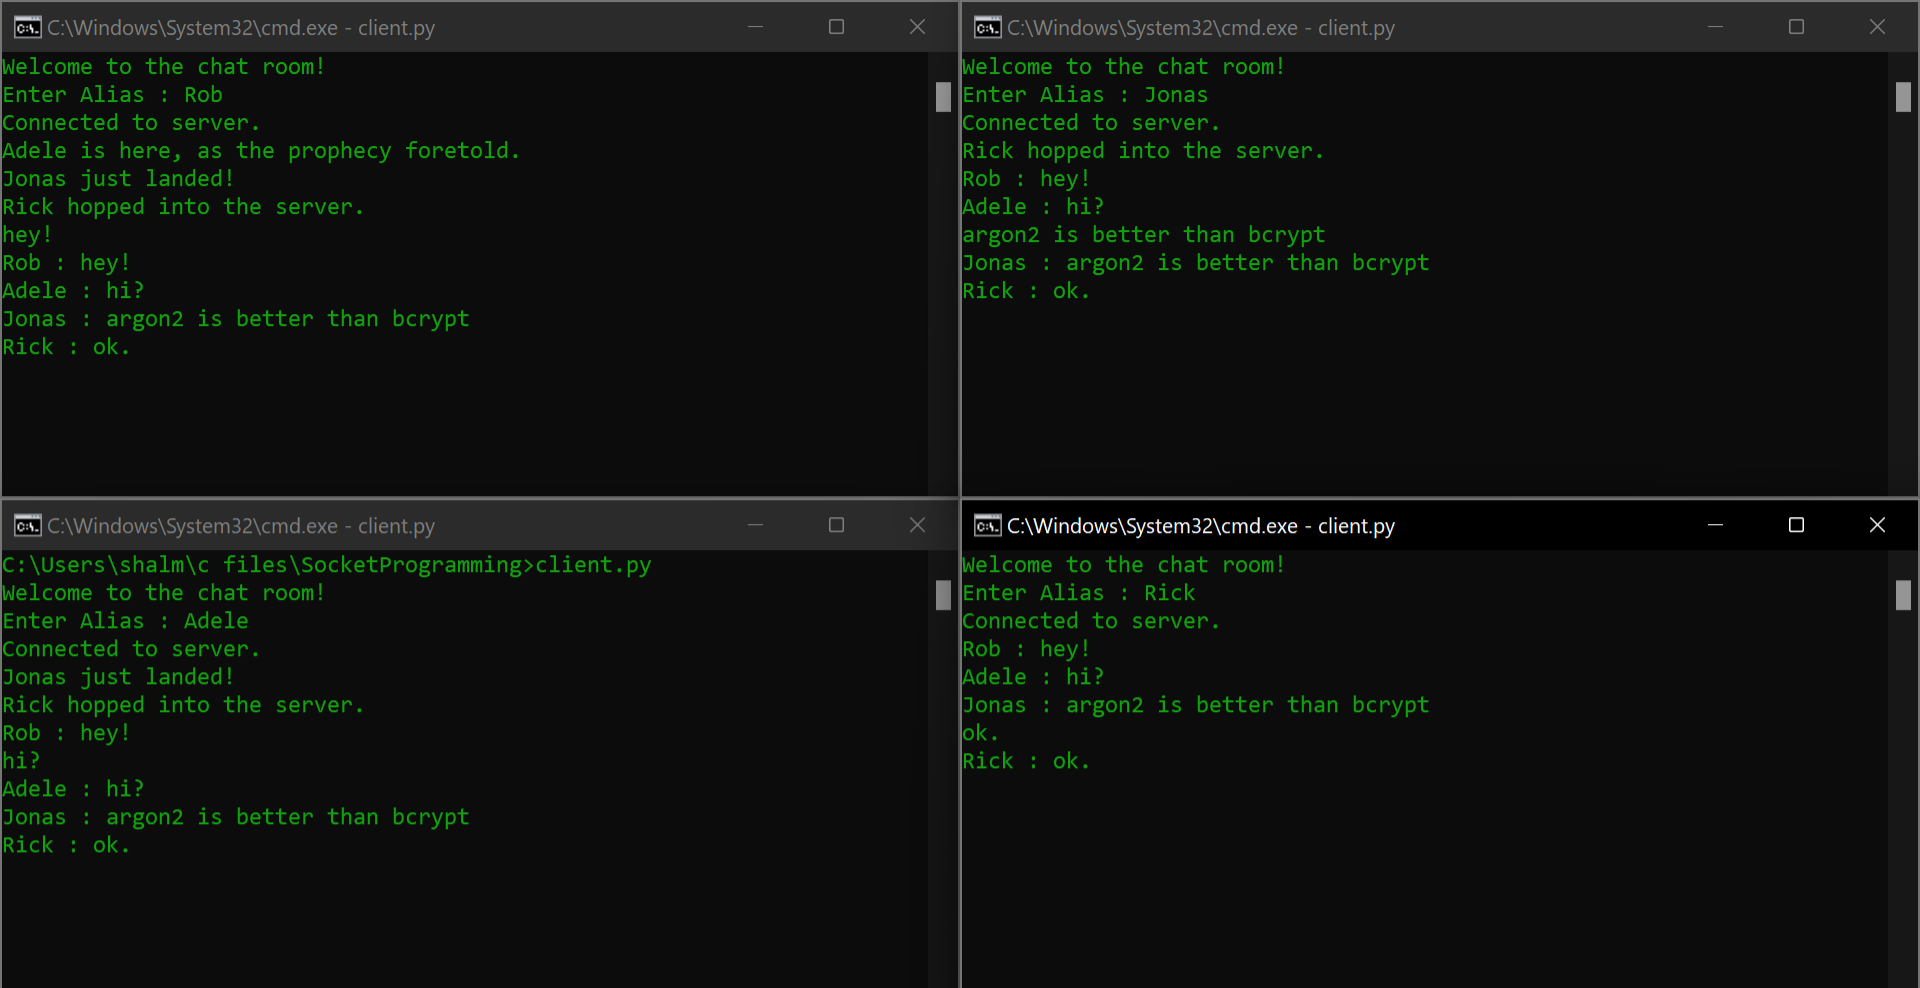 C:\Windows\System32\cmd.exe - client.py
Welcome to the chat room!
Enter Alias : Rob
Connected to server.
Adele is here, as the prophecy foretold.
Jonas just landed!
Rick hopped into the server.
hey!
Rob : hey!
Adele : hi?
Jonas : argon2 is better than bcrypt
Rick : ok.
C:\Windows\System32\cmd.exe - client.py
Welcome to the chat room!
Enter Alias : Jonas
Connected to server.
Rick hopped into the server.
Rob : hey!
Adele : hi?
argon2 is better than bcrypt
Jonas : argon2 is better than bcrypt
Rick : ok.
C:\Windows\System32\cmd.exe - client.py
C:\Users\shalm\c files\SocketProgramming>client.py
Welcome to the chat room!
Enter Alias : Adele
Connected to server.
Jonas just landed!
Rick hopped into the server.
Rob : hey!
hi?
Adele : hi?
Jonas : argon2 is better than bcrypt
Rick : ok.
C:\Windows\System32\cmd.exe - client.py
Welcome to the chat room!
Enter Alias : Rick
Connected to server.
Rob : hey!
Adele : hi?
Jonas : argon2 is better than bcrypt
ok.
Rick : ok.